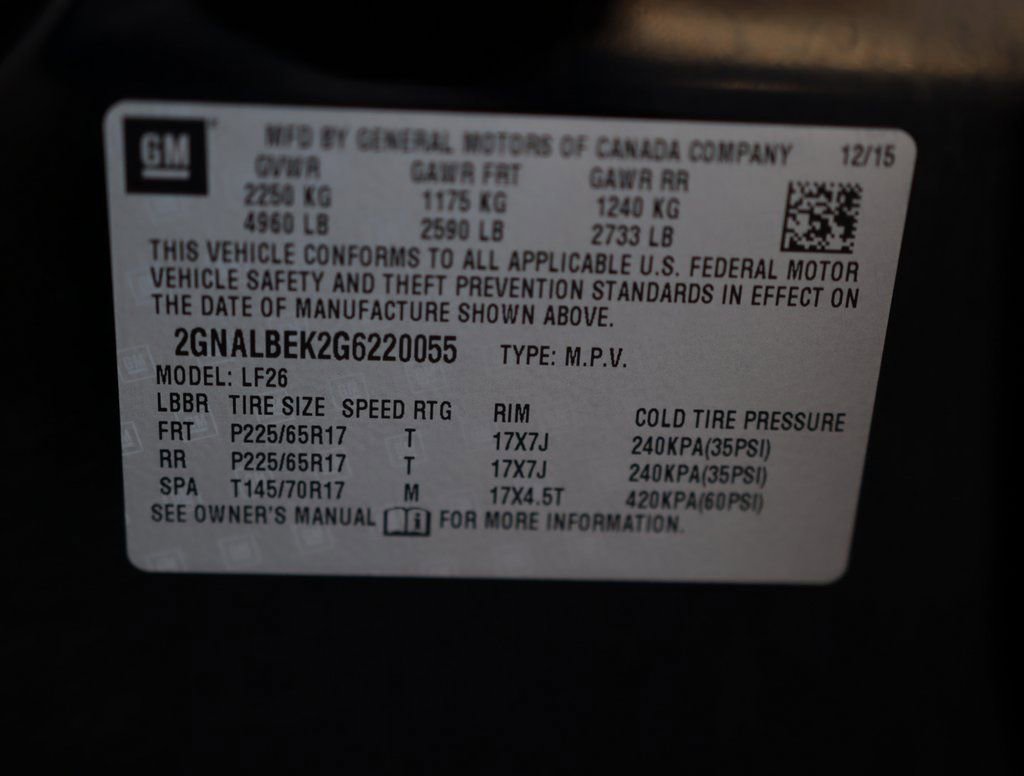 GM MFD BY GENERAL MOTORS OF CANADA COMPANY 12/15
GVWR GAWR FRT GAWR RR
2250 KG 1175 KG 1240 KG
4960 LB 2590 LB 2733 LB
THIS VEHICLE CONFORMS TO ALL APPLICABLE U.S. FEDERAL MOTOR
VEHICLE SAFETY AND THEFT PREVENTION STANDARDS IN EFFECT ON
THE DATE OF MANUFACTURE SHOWN ABOVE.
2GNALBEK2G6220055 TYPE: M.P.V.
MODEL: LF26
LBBR TIRE SIZE SPEED RTG RIM COLD TIRE PRESSURE
FRT P225/65R17 T 17X7J 240KPA(35PSI)
RR P225/65R17 T 17X7J 240KPA(35PSI)
SPA T145/70R17 M 17X4.5T 420KPA(60PSI)
SEE OWNER'S MANUAL i FOR MORE INFORMATION.